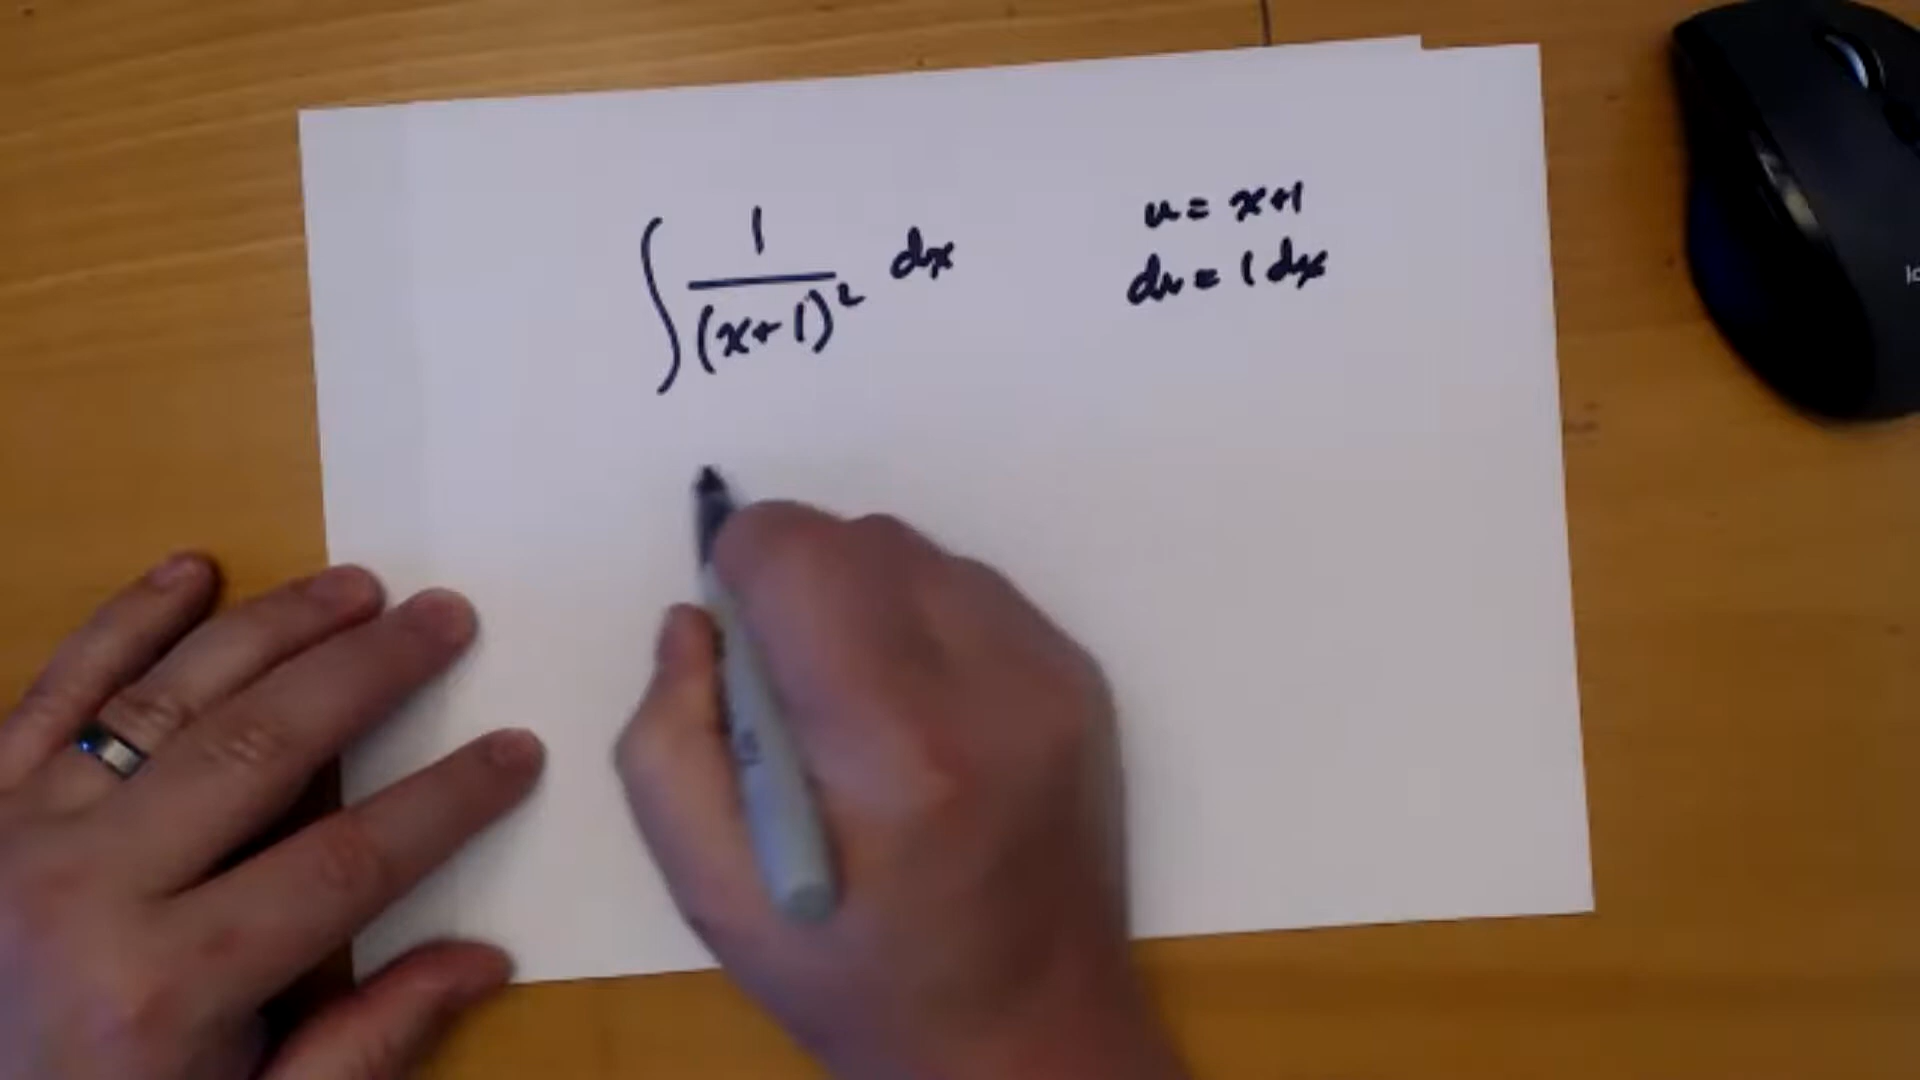 ∫ 1/(x+1)² dx
u = x+1
du = 1 dx